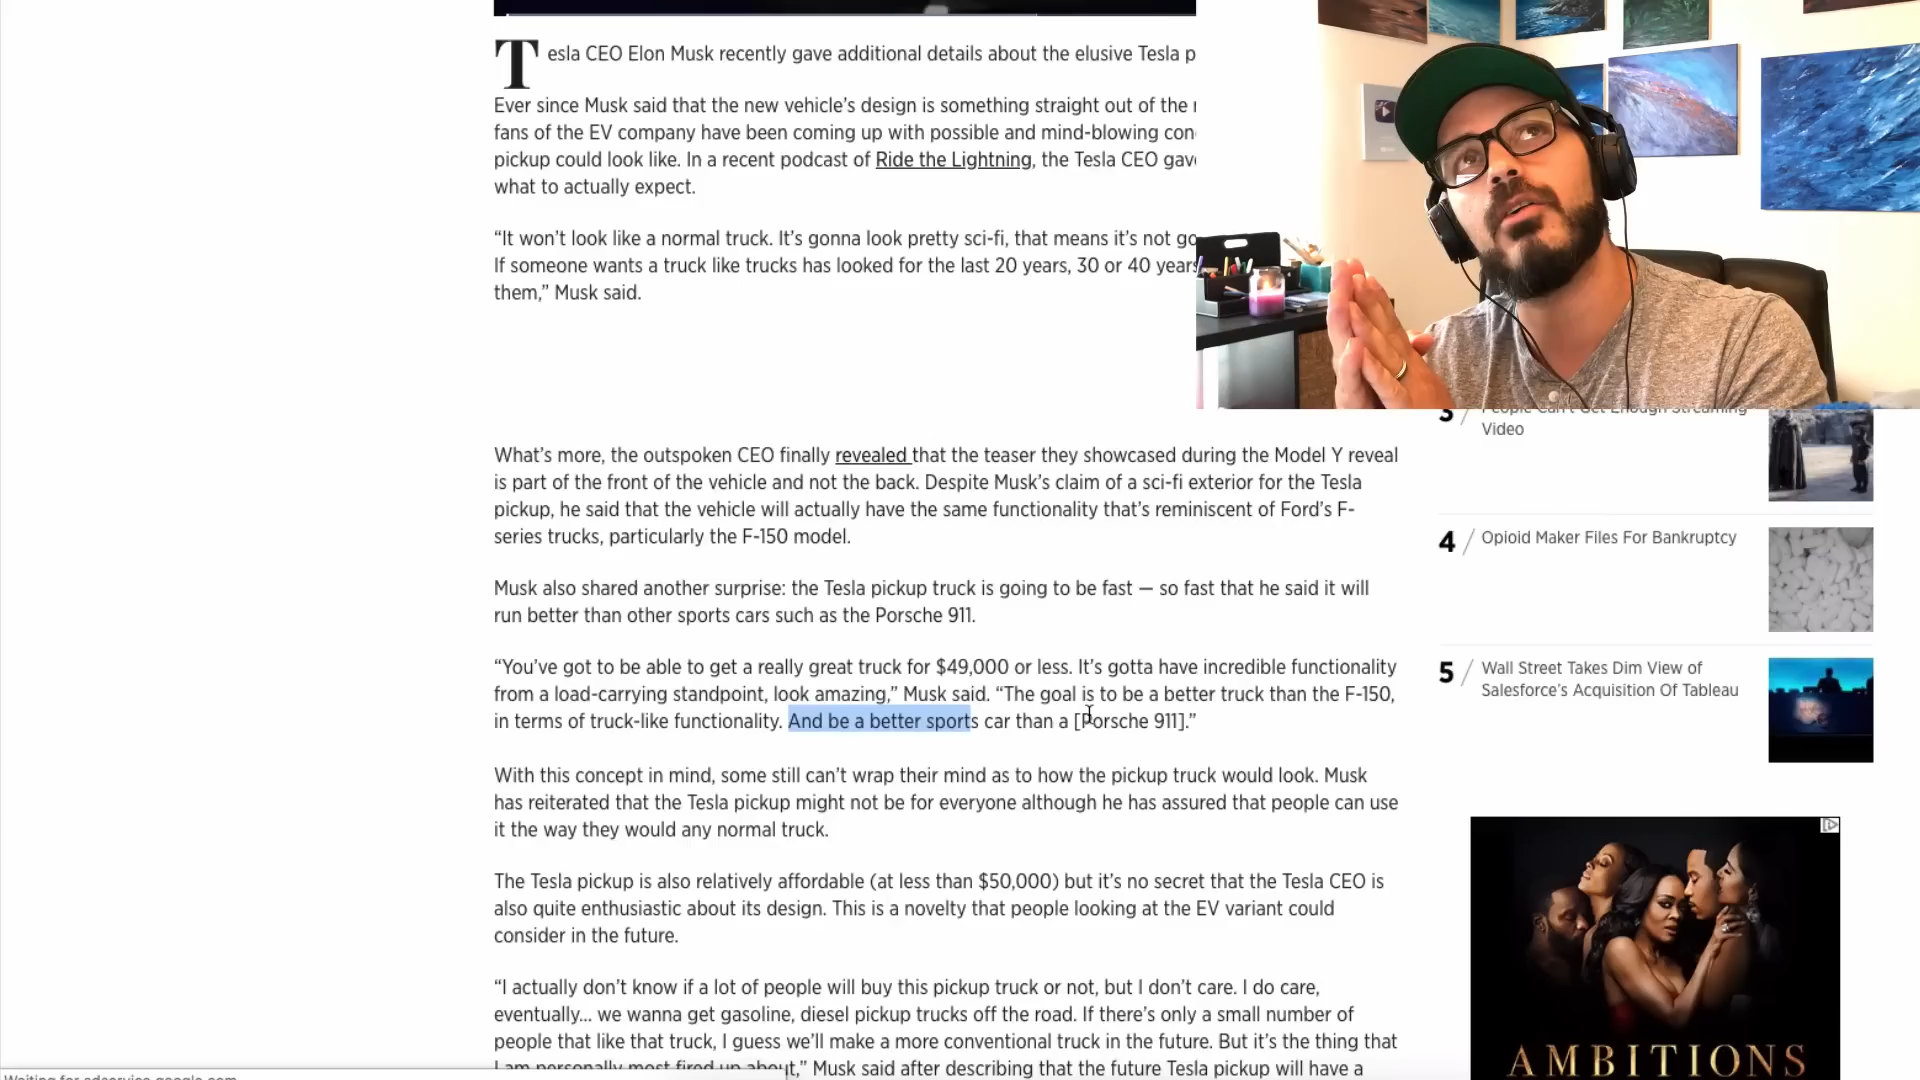 Tesla CEO Elon Musk recently gave additional details about the elusive Tesla p
Ever since Musk said that the new vehicle’s design is something straight out of the
fans of the EV company have been coming up with possible and mind-blowing con
pickup could look like. In a recent podcast of Ride the Lightning, the Tesla CEO gave
what to actually expect.
“It won’t look like a normal truck. It’s gonna look pretty sci-fi, that means it’s not go
If someone wants a truck like trucks has looked for the last 20 years, 30 or 40 years
them,” Musk said.
What’s more, the outspoken CEO finally revealed that the teaser they showcased during the Model Y reveal
is part of the front of the vehicle and not the back. Despite Musk’s claim of a sci-fi exterior for the Tesla
pickup, he said that the vehicle will actually have the same functionality that’s reminiscent of Ford’s F-
series trucks, particularly the F-150 model.
Musk also shared another surprise: the Tesla pickup truck is going to be fast — so fast that he said it will
run better than other sports cars such as the Porsche 911.
“You’ve got to be able to get a really great truck for $49,000 or less. It’s gotta have incredible functionality
from a load-carrying standpoint, look amazing,” Musk said. “The goal is to be a better truck than the F-150,
in terms of truck-like functionality. And be a better sports car than a [Porsche 911].”
With this concept in mind, some still can’t wrap their mind as to how the pickup truck would look. Musk
has reiterated that the Tesla pickup might not be for everyone although he has assured that people can use
it the way they would any normal truck.
The Tesla pickup is also relatively affordable (at less than $50,000) but it’s no secret that the Tesla CEO is
also quite enthusiastic about its design. This is a novelty that people looking at the EV variant could
consider in the future.
“I actually don’t know if a lot of people will buy this pickup truck or not, but I don’t care. I do care,
eventually... we wanna get gasoline, diesel pickup trucks off the road. If there’s only a small number of
people that like that truck, I guess we’ll make a more conventional truck in the future. But it’s the thing that
I am personally most fired up about,” Musk said after describing that the future Tesla pickup will have a
3 / People Can't Get Enough Streaming
Video
4 / Opioid Maker Files For Bankruptcy
5 / Wall Street Takes Dim View of
Salesforce’s Acquisition Of Tableau
AMBITIONS
Waiting for adservice.google.com